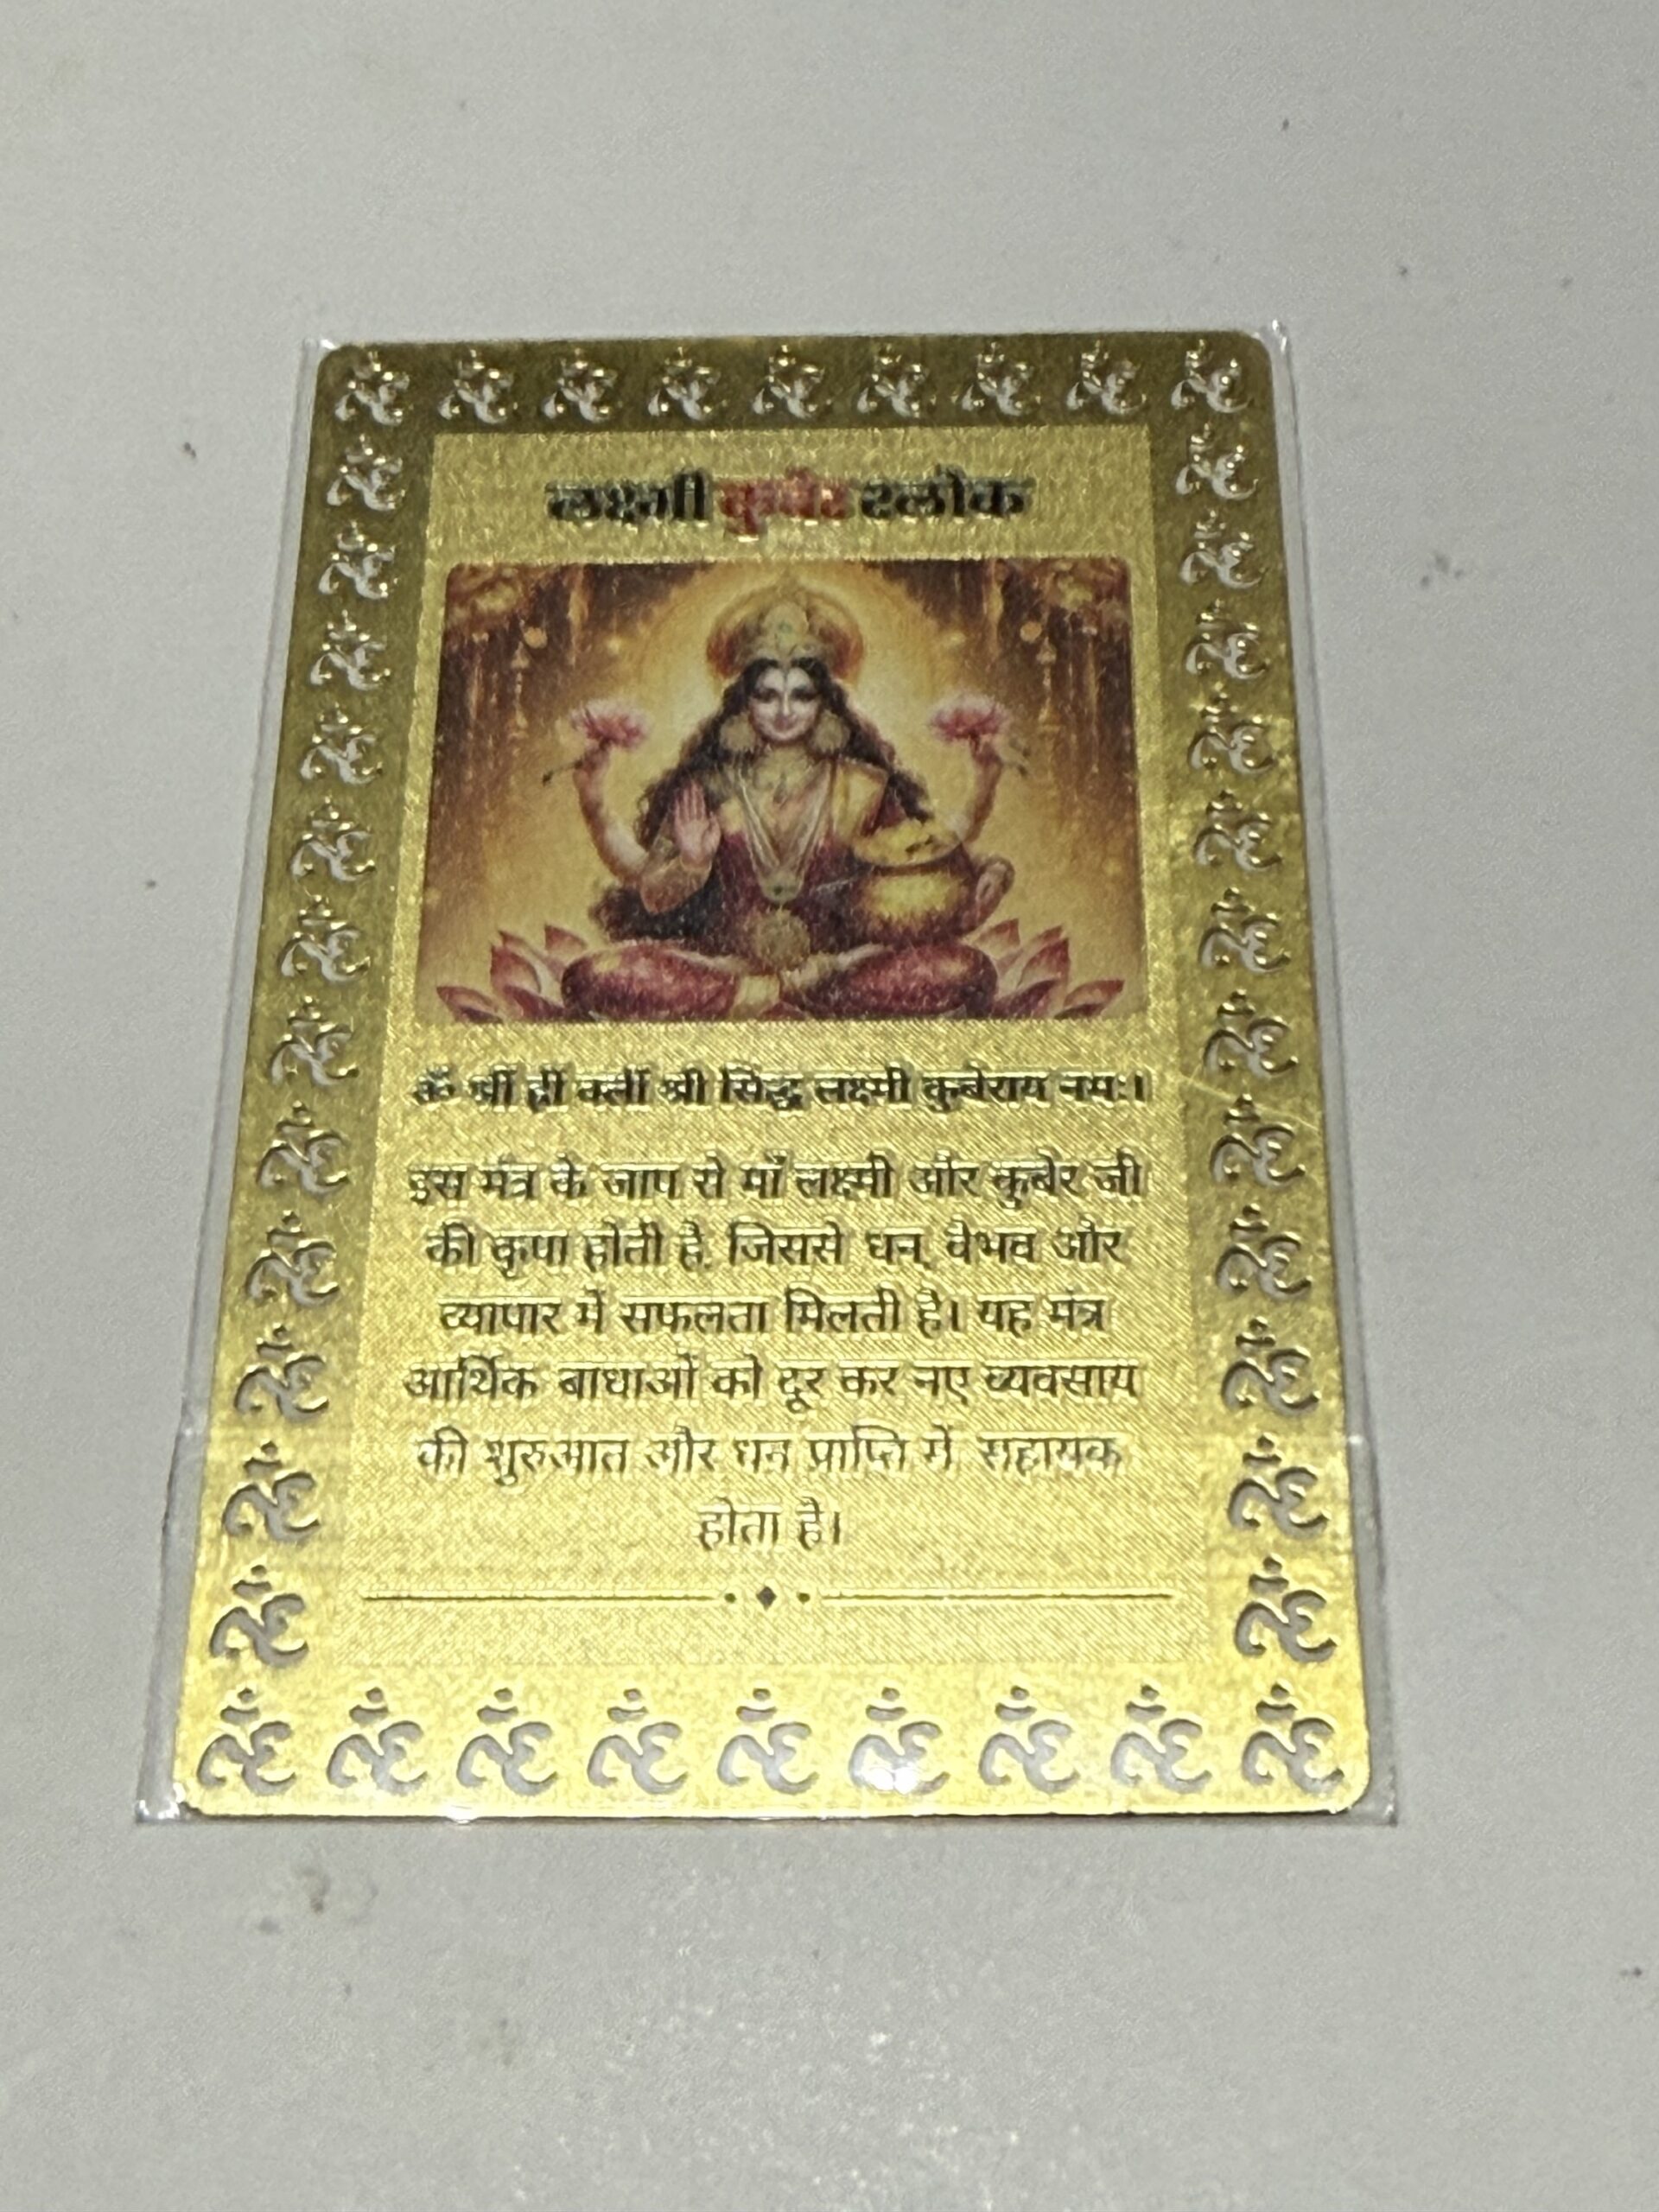 लक्ष्मी कुबेर श्लोक
ॐ श्रीं ह्रीं क्लीं श्री सिद्ध लक्ष्मी कुबेराय नमः।
इस मंत्र के जाप से माँ लक्ष्मी और कुबेर जी
की कृपा होती है, जिससे धन, वैभव और
व्यापार में सफलता मिलती है। यह मंत्र
आर्थिक बाधाओं को दूर कर नए व्यवसाय
की शुरुआत और धन प्राप्ति में सहायक
होता है।